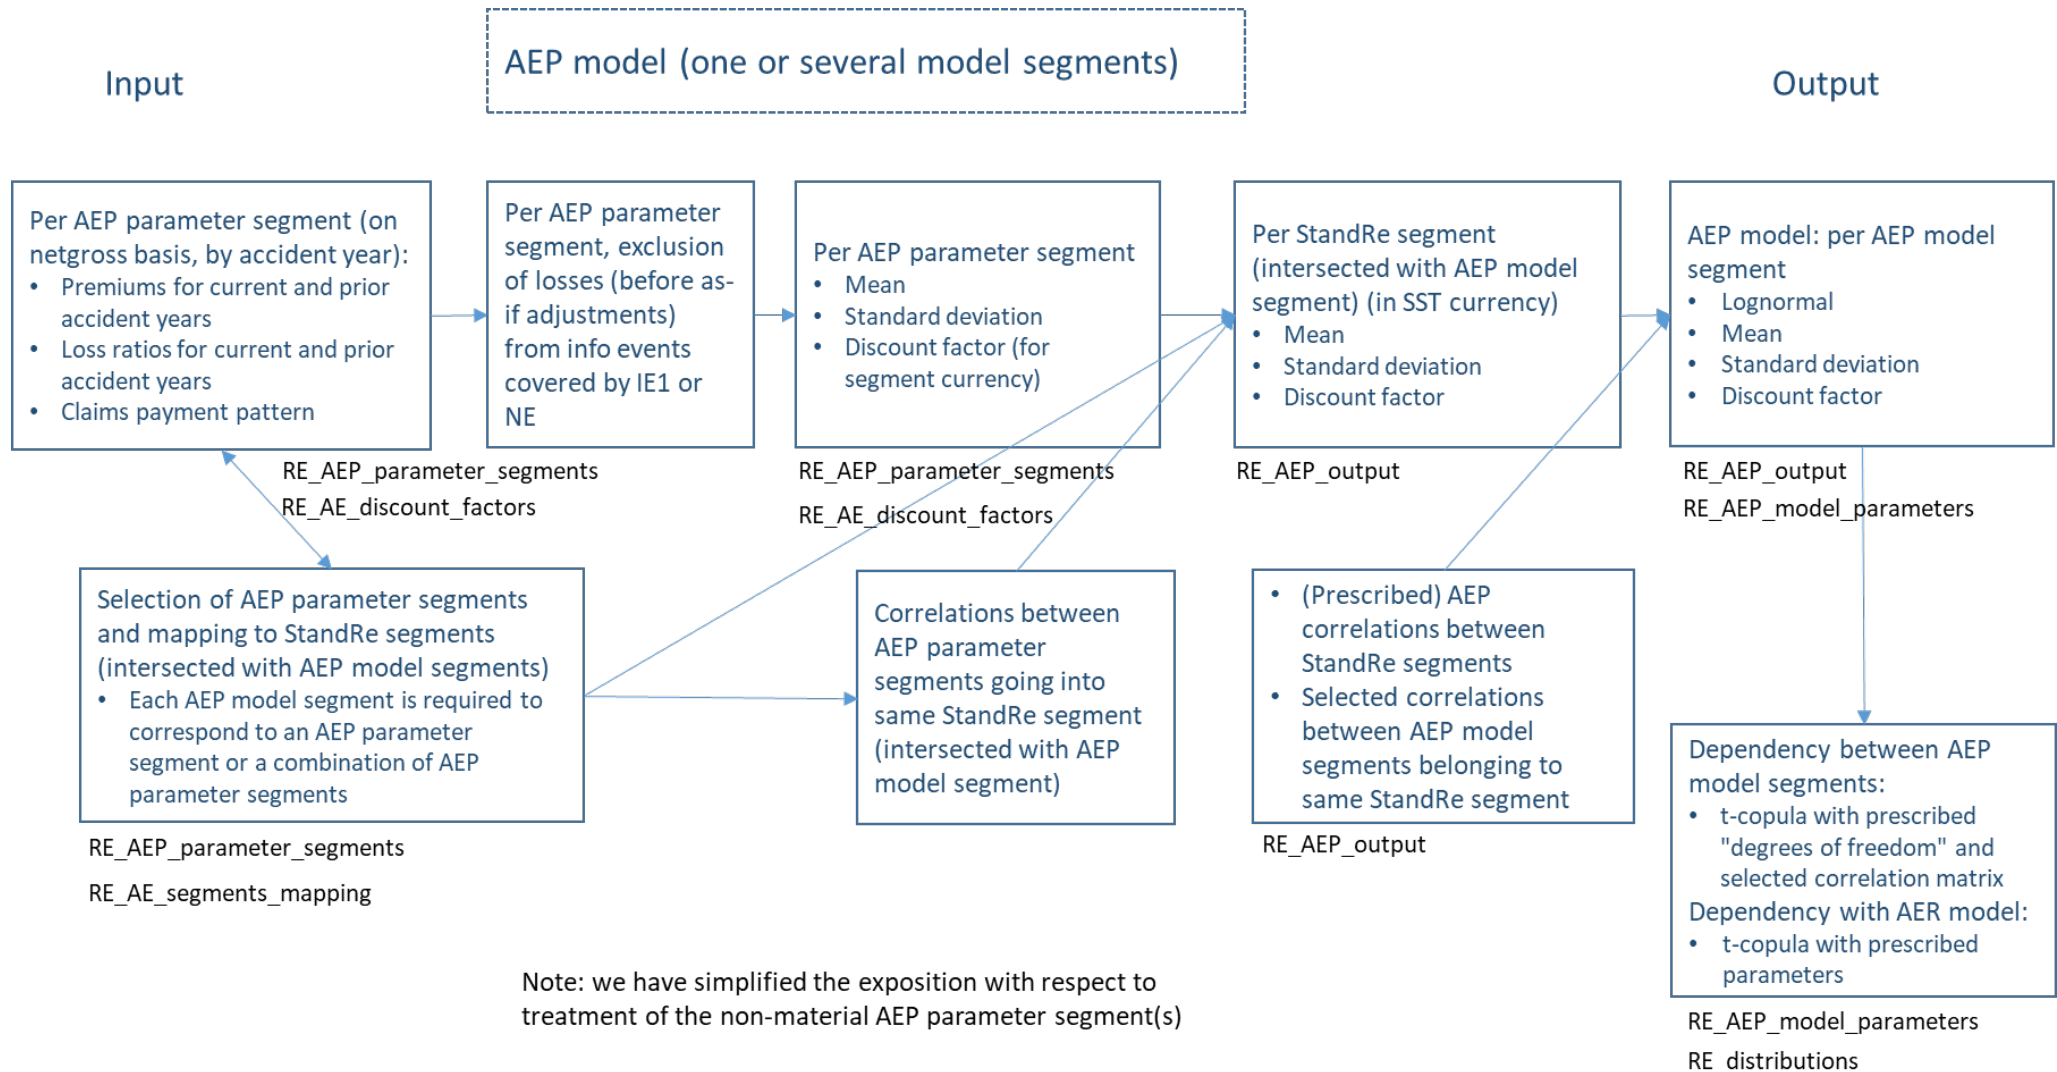 Input
AEP model (one or several model segments)
Output
Per AEP parameter segment (on
netgross basis, by accident year):
• Premiums for current and prior
accident years
• Loss ratios for current and prior
accident years
• Claims payment pattern
Per AEP parameter
segment, exclusion
of losses (before as-
if adjustments)
from info events
covered by IE1 or
NE
Per AEP parameter segment
• Mean
• Standard deviation
• Discount factor (for
segment currency)
Per StandRe segment
(intersected with AEP model
segment) (in SST currency)
• Mean
• Standard deviation
• Discount factor
AEP model: per AEP model
segment
• Lognormal
• Mean
• Standard deviation
• Discount factor
RE_AEP_parameter_segments
RE_AE_discount_factors
RE_AEP_parameter_segments
RE_AE_discount_factors
RE_AEP_output
RE_AEP_output
RE_AEP_model_parameters
Selection of AEP parameter segments
and mapping to StandRe segments
(intersected with AEP model segments)
• Each AEP model segment is required to
correspond to an AEP parameter
segment or a combination of AEP
parameter segments
RE_AEP_parameter_segments
RE_AE_segments_mapping
Correlations between
AEP parameter
segments going into
same StandRe segment
(intersected with AEP
model segment)
• (Prescribed) AEP
correlations between
StandRe segments
• Selected correlations
between AEP model
segments belonging to
same StandRe segment
RE_AEP_output
Dependency between AEP
model segments:
• t-copula with prescribed
"degrees of freedom" and
selected correlation matrix
Dependency with AER model:
• t-copula with prescribed
parameters
RE_AEP_model_parameters
RE_distributions
Note: we have simplified the exposition with respect to
treatment of the non-material AEP parameter segment(s)